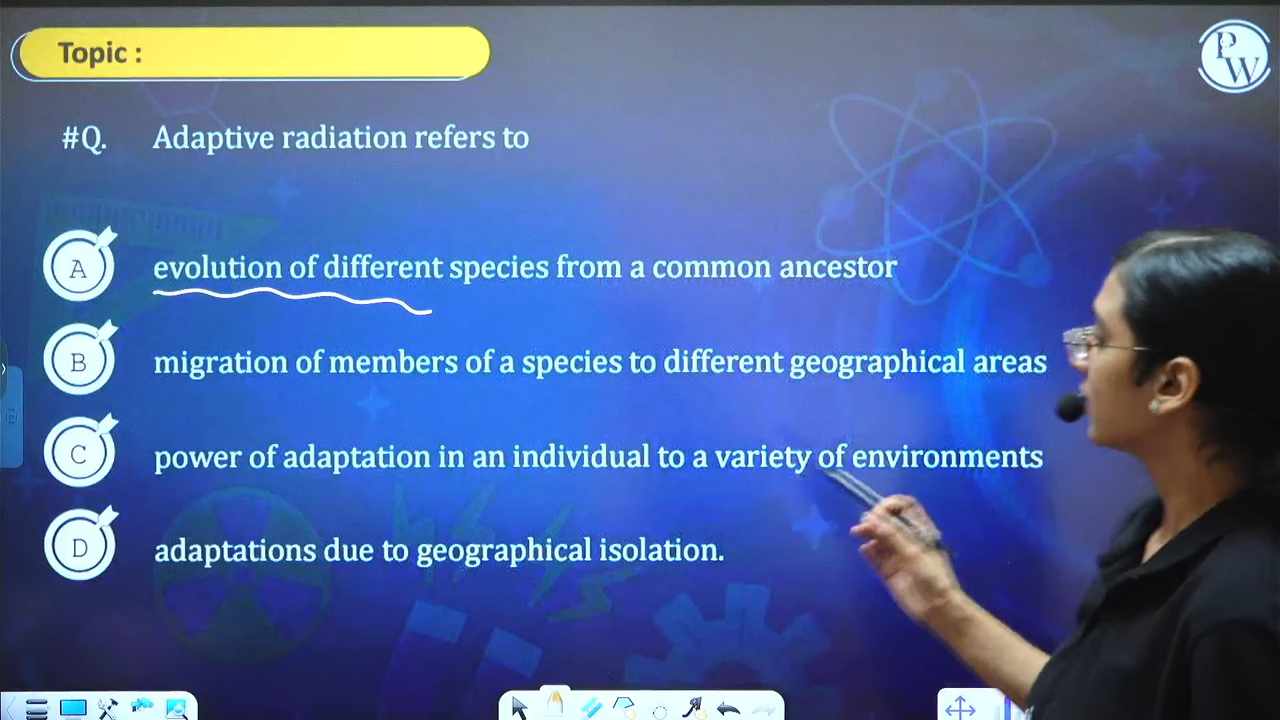 Topic :
PW
#Q. Adaptive radiation refers to
A evolution of different species from a common ancestor
B migration of members of a species to different geographical areas
C power of adaptation in an individual to a variety of environments
D adaptations due to geographical isolation.